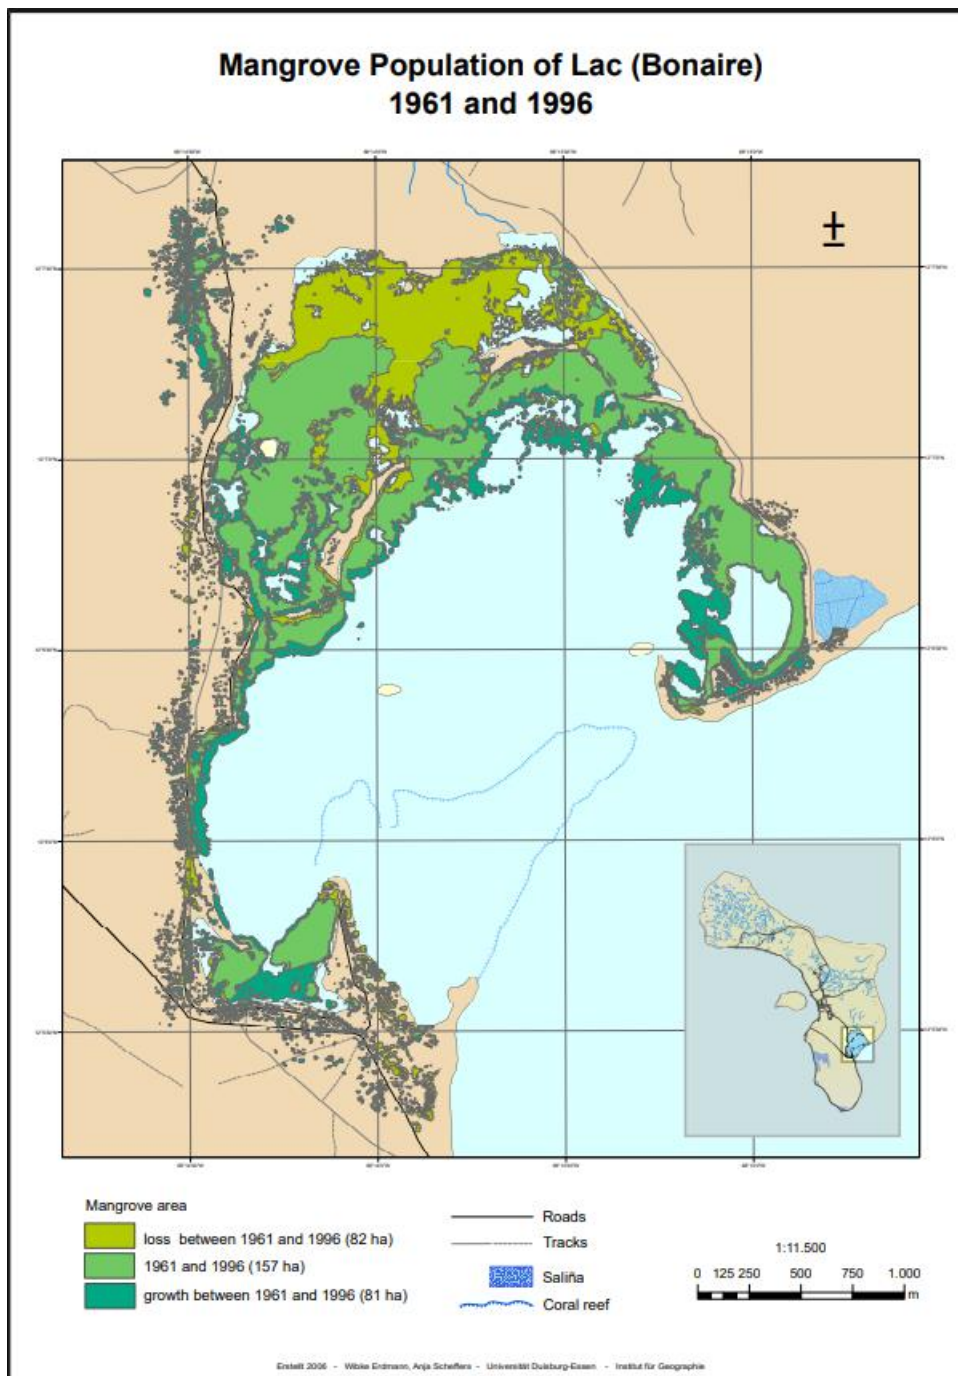 Mangrove Population of Lac (Bonaire)
1961 and 1996
Mangrove area
loss between 1961 and 1996 (82 ha)
1961 and 1996 (157 ha)
growth between 1961 and 1996 (81 ha)
Roads
Tracks
Saliña
Coral reef
1:11.500
0 125 250 500 750 1.000
m
Erstellt 2006 - Wibke Erdmann, Anja Scheffers - Universität Duisburg-Essen - Institut für Geographie